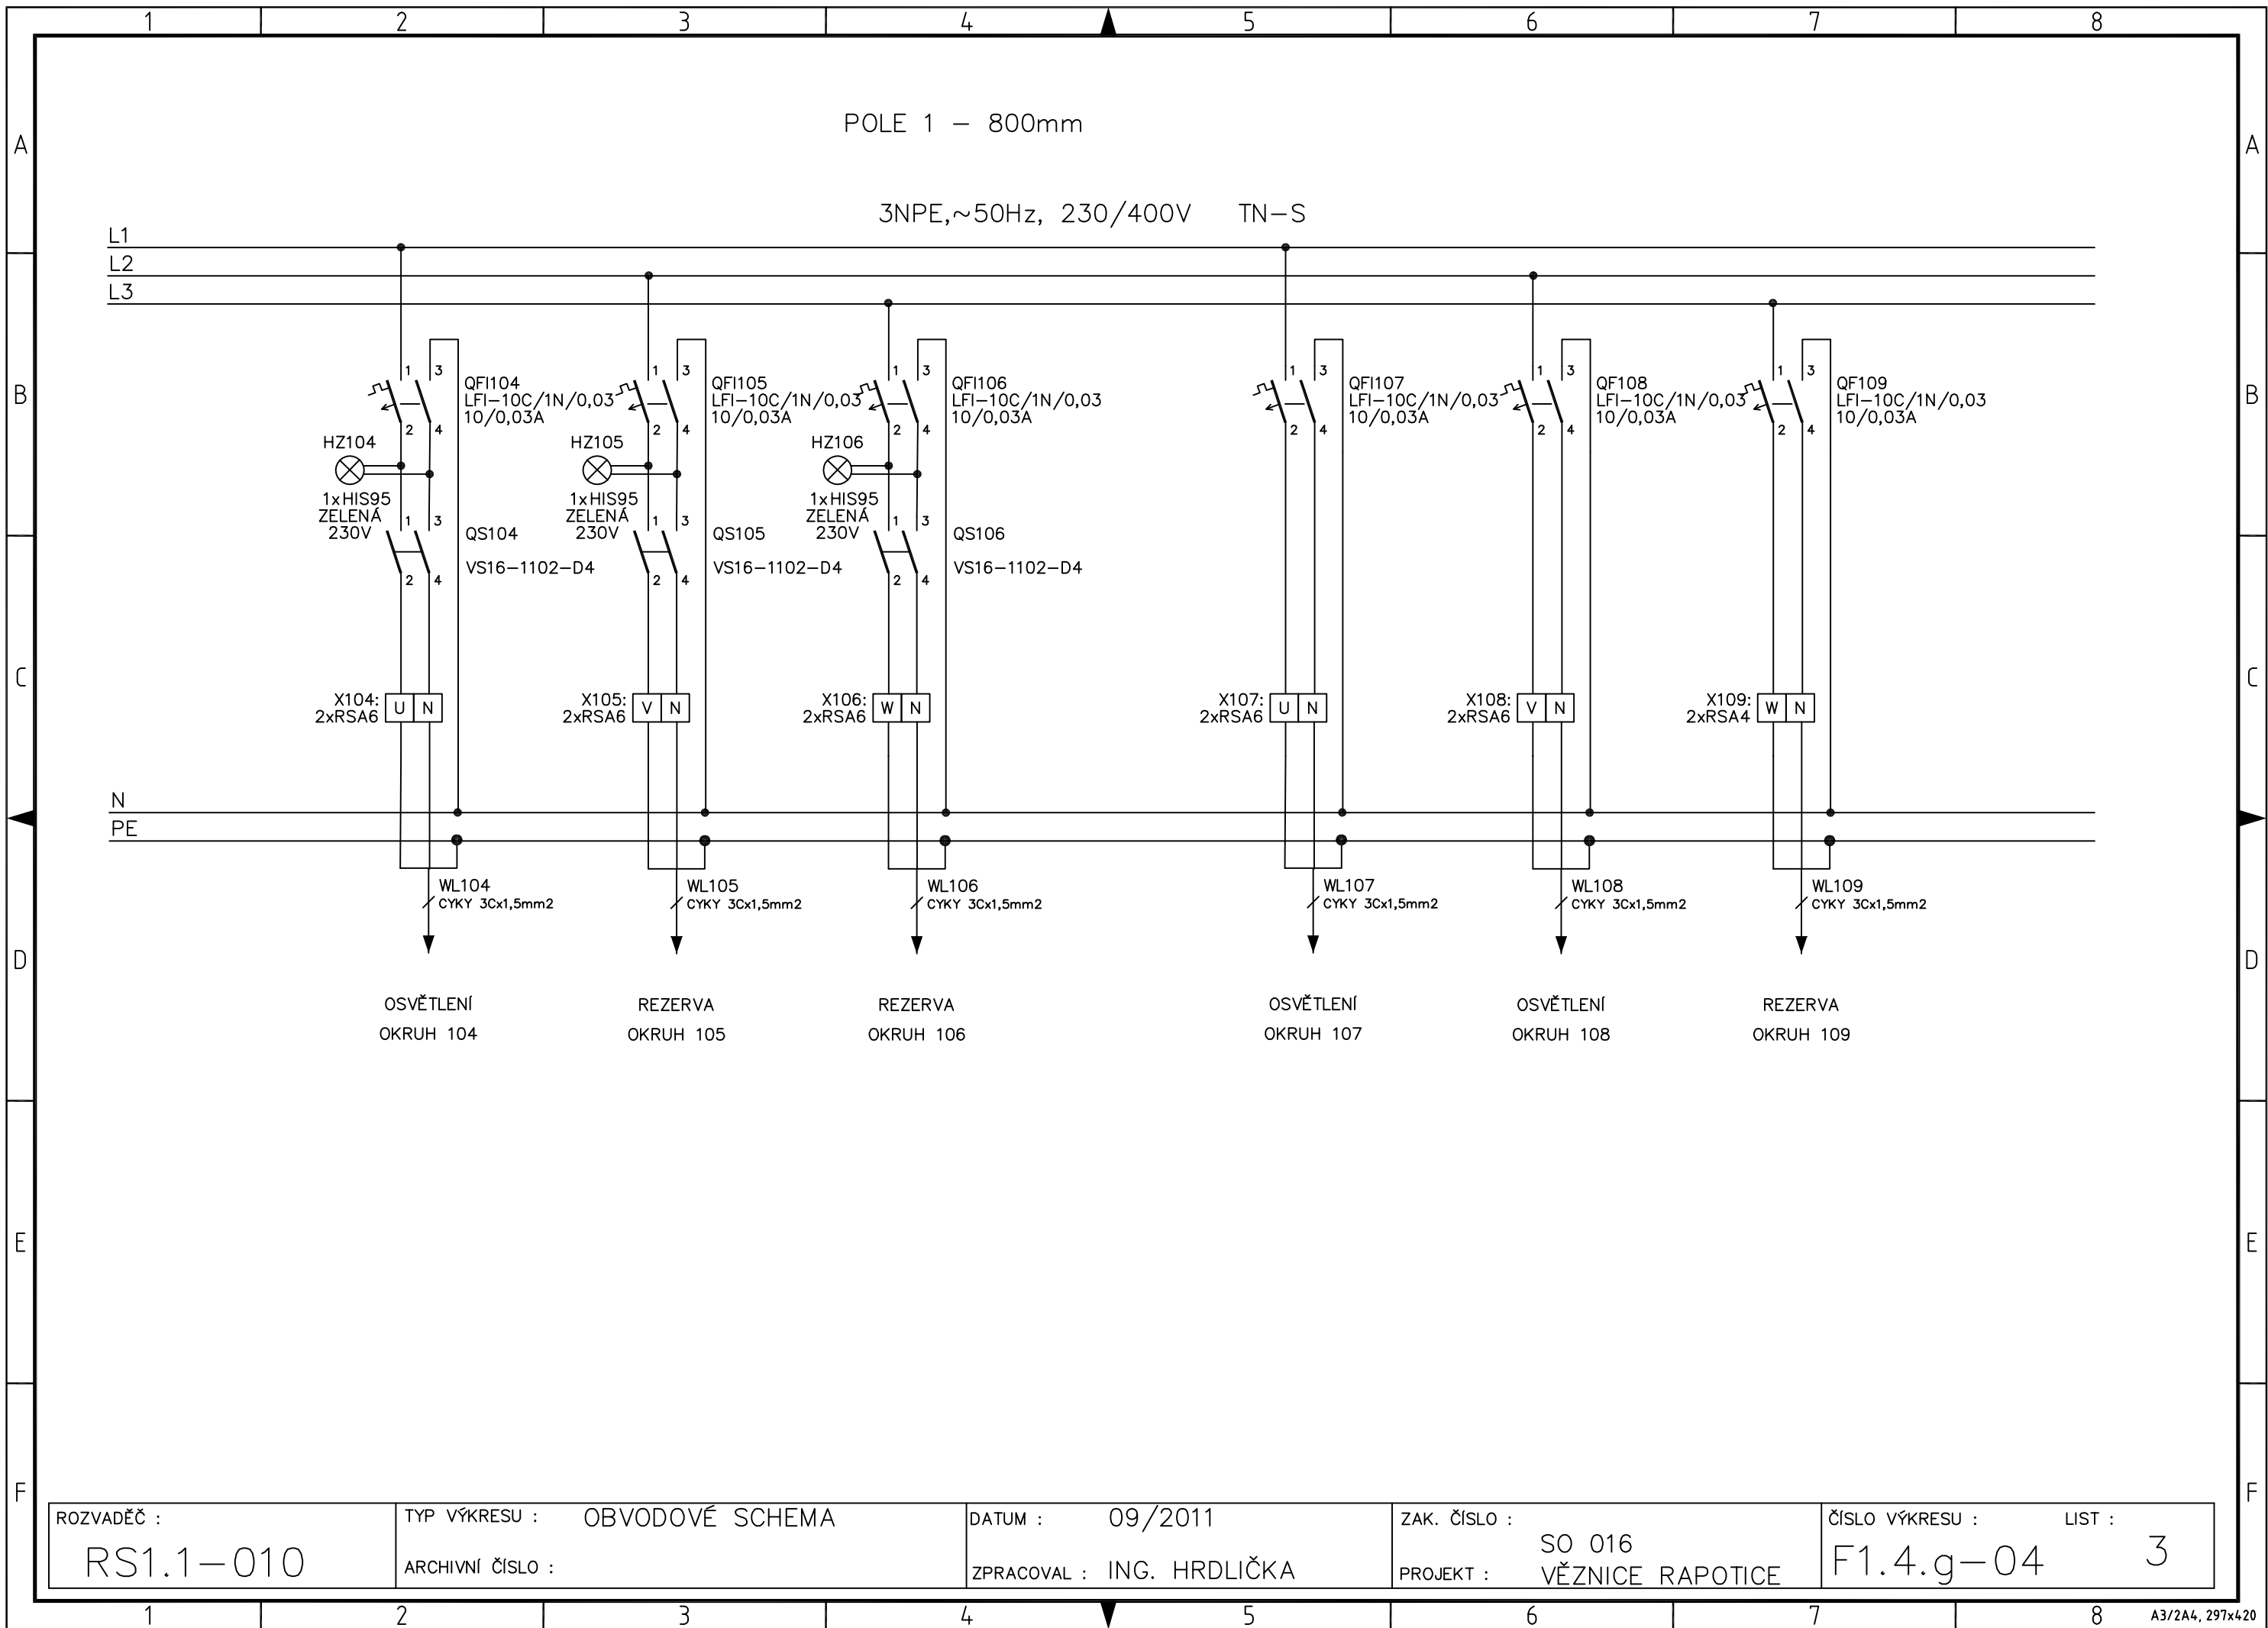 1 2 3 4 5 6 7 8
A A
POLE 1 – 800mm
3NPE,~50Hz, 230/400V TN–S
L1
L2
L3
B B
1 3
QFI104
LFI–10C/1N/0,03
10/0,03A
2 4
HZ104
1xHIS95
ZELENÁ
230V
1 3
QS104
VS16–1102–D4
2 4
X104:
2xRSA6
U N
1 3
QFI105
LFI–10C/1N/0,03
10/0,03A
2 4
HZ105
1xHIS95
ZELENÁ
230V
1 3
QS105
VS16–1102–D4
2 4
X105:
2xRSA6
V N
1 3
QFI106
LFI–10C/1N/0,03
10/0,03A
2 4
HZ106
1xHIS95
ZELENÁ
230V
1 3
QS106
VS16–1102–D4
2 4
X106:
2xRSA6
W N
1 3
QFI107
LFI–10C/1N/0,03
10/0,03A
2 4
X107:
2xRSA6
U N
1 3
QF108
LFI–10C/1N/0,03
10/0,03A
2 4
X108:
2xRSA6
V N
1 3
QF109
LFI–10C/1N/0,03
10/0,03A
2 4
X109:
2xRSA4
W N
C C
N
PE
WL104
CYKY 3Cx1,5mm2
WL105
CYKY 3Cx1,5mm2
WL106
CYKY 3Cx1,5mm2
WL107
CYKY 3Cx1,5mm2
WL108
CYKY 3Cx1,5mm2
WL109
CYKY 3Cx1,5mm2
D D
OSVĚTLENÍ
OKRUH 104
REZERVA
OKRUH 105
REZERVA
OKRUH 106
OSVĚTLENÍ
OKRUH 107
OSVĚTLENÍ
OKRUH 108
REZERVA
OKRUH 109
E E
F F
ROZVADĚČ :
RS1.1–010
TYP VÝKRESU : OBVODOVÉ SCHEMA
ARCHIVNÍ ČÍSLO :
DATUM : 09/2011
ZPRACOVAL : ING. HRDLIČKA
ZAK. ČÍSLO :
SO 016
PROJEKT : VĚZNICE RAPOTICE
ČÍSLO VÝKRESU :
F1.4.g–04
LIST :
3
1 2 3 4 5 6 7 8
A3/2A4, 297x420